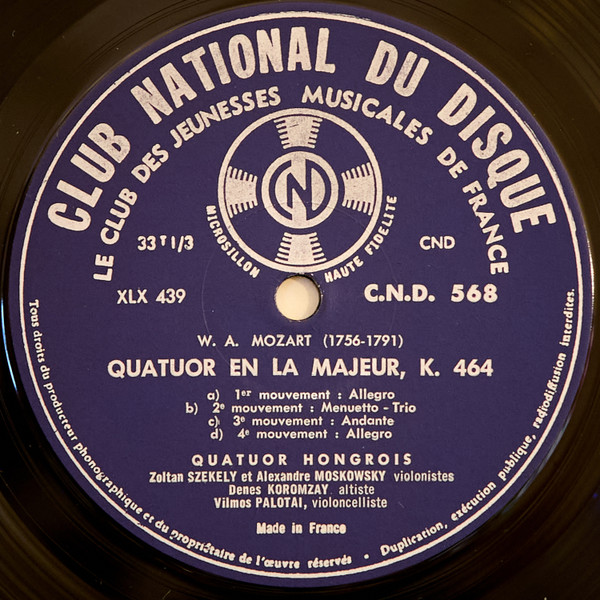 CLUB NATIONAL DU DISQUE
LE CLUB DES JEUNESSES MUSICALES DE FRANCE
CND
MICROSILLON
HAUTE FIDELITE
33 T 1/3
CND
XLX 439
C.N.D. 568
W. A. MOZART (1756-1791)
QUATUOR EN LA MAJEUR, K. 464
a) 1er mouvement : Allegro
b) 2e mouvement : Menuetto - Trio
c) 3e mouvement : Andante
d) 4e mouvement : Allegro
QUATUOR HONGROIS
Zoltan SZEKELY et Alexandre MOSKOWSKY violonistes
Denes KOROMZAY altiste
Vilmos PALOTAI, violoncelliste
Made in France
Tous droits du producteur phonographique et du propriétaire de l'œuvre réservés • Duplication, exécution publique, radiodiffusion interdites.